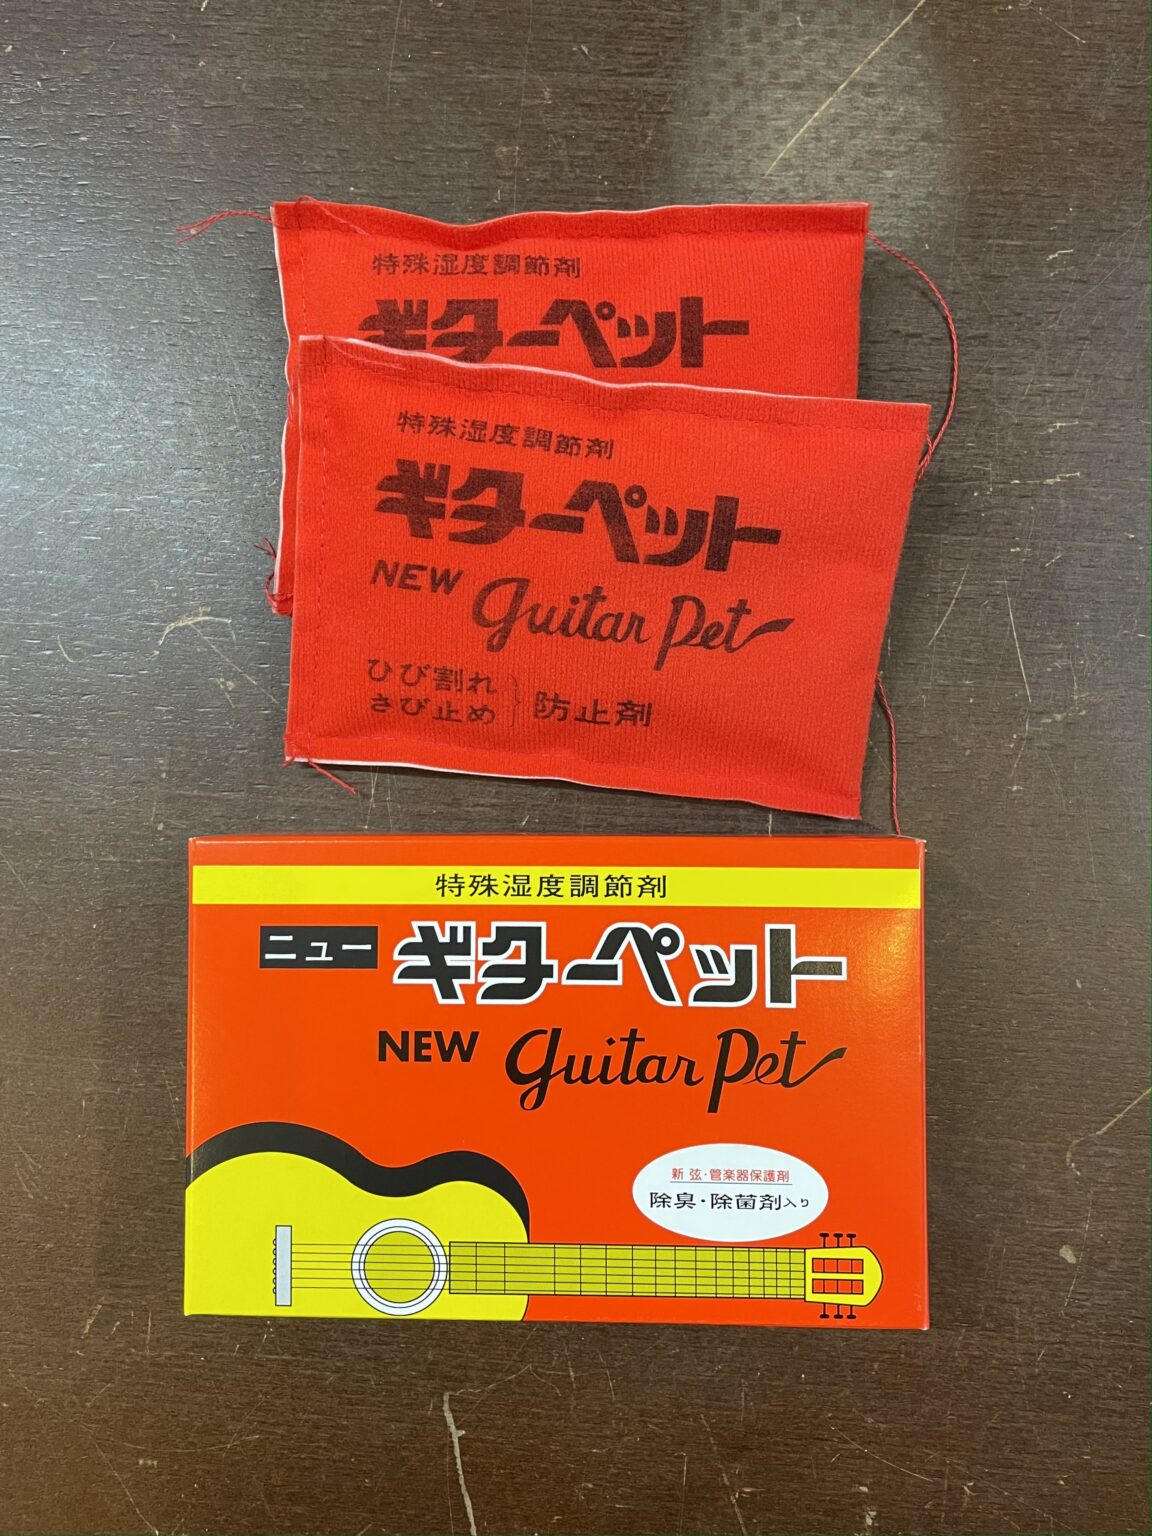 特殊湿度調節剤
ギターペット
特殊湿度調節剤
ギターペット
NEW guitar pet
ひび割れ
さび止め
防止剤
特殊湿度調節剤
ニュー ギターペット
NEW guitar pet
新 弦・管楽器保護剤
除臭・除菌剤入り